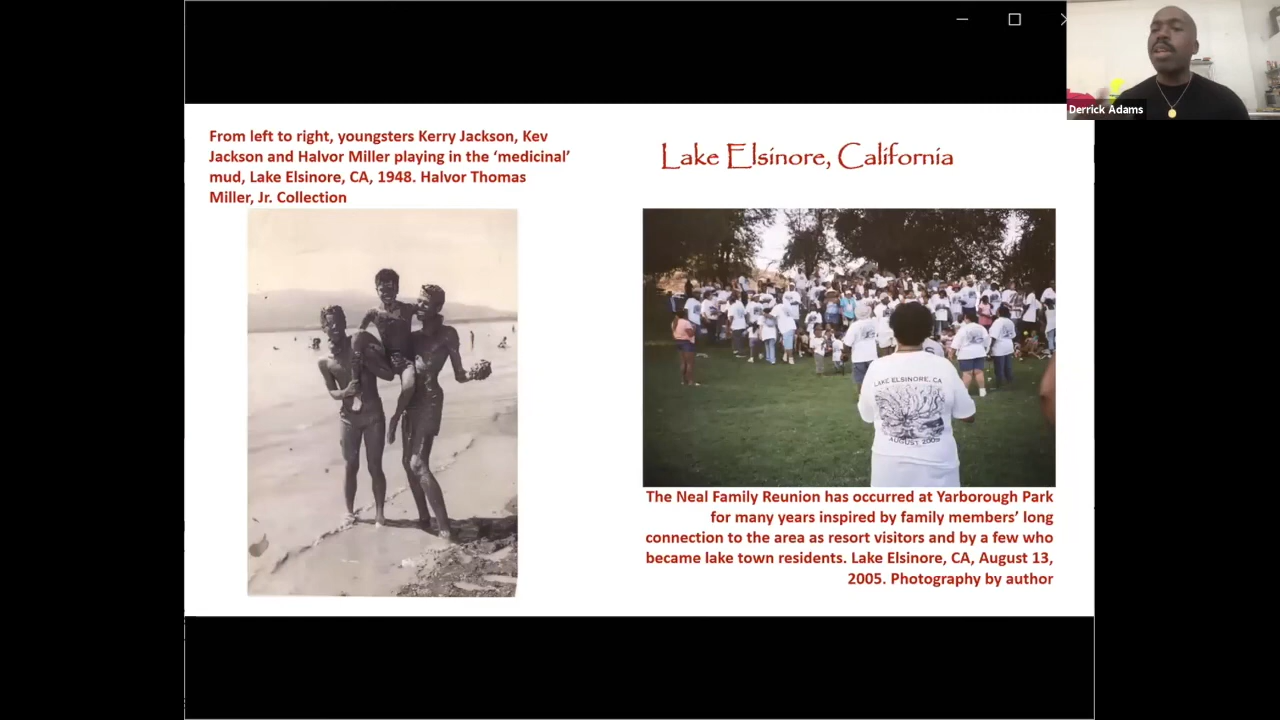 Derrick Adams
From left to right, youngsters Kerry Jackson, Kev
Jackson and Halvor Miller playing in the ‘medicinal’
mud, Lake Elsinore, CA, 1948. Halvor Thomas
Miller, Jr. Collection
Lake Elsinore, California
LAKE ELSINORE, CA
AUGUST 2005
The Neal Family Reunion has occurred at Yarborough Park
for many years inspired by family members’ long
connection to the area as resort visitors and by a few who
became lake town residents. Lake Elsinore, CA, August 13,
2005. Photography by author